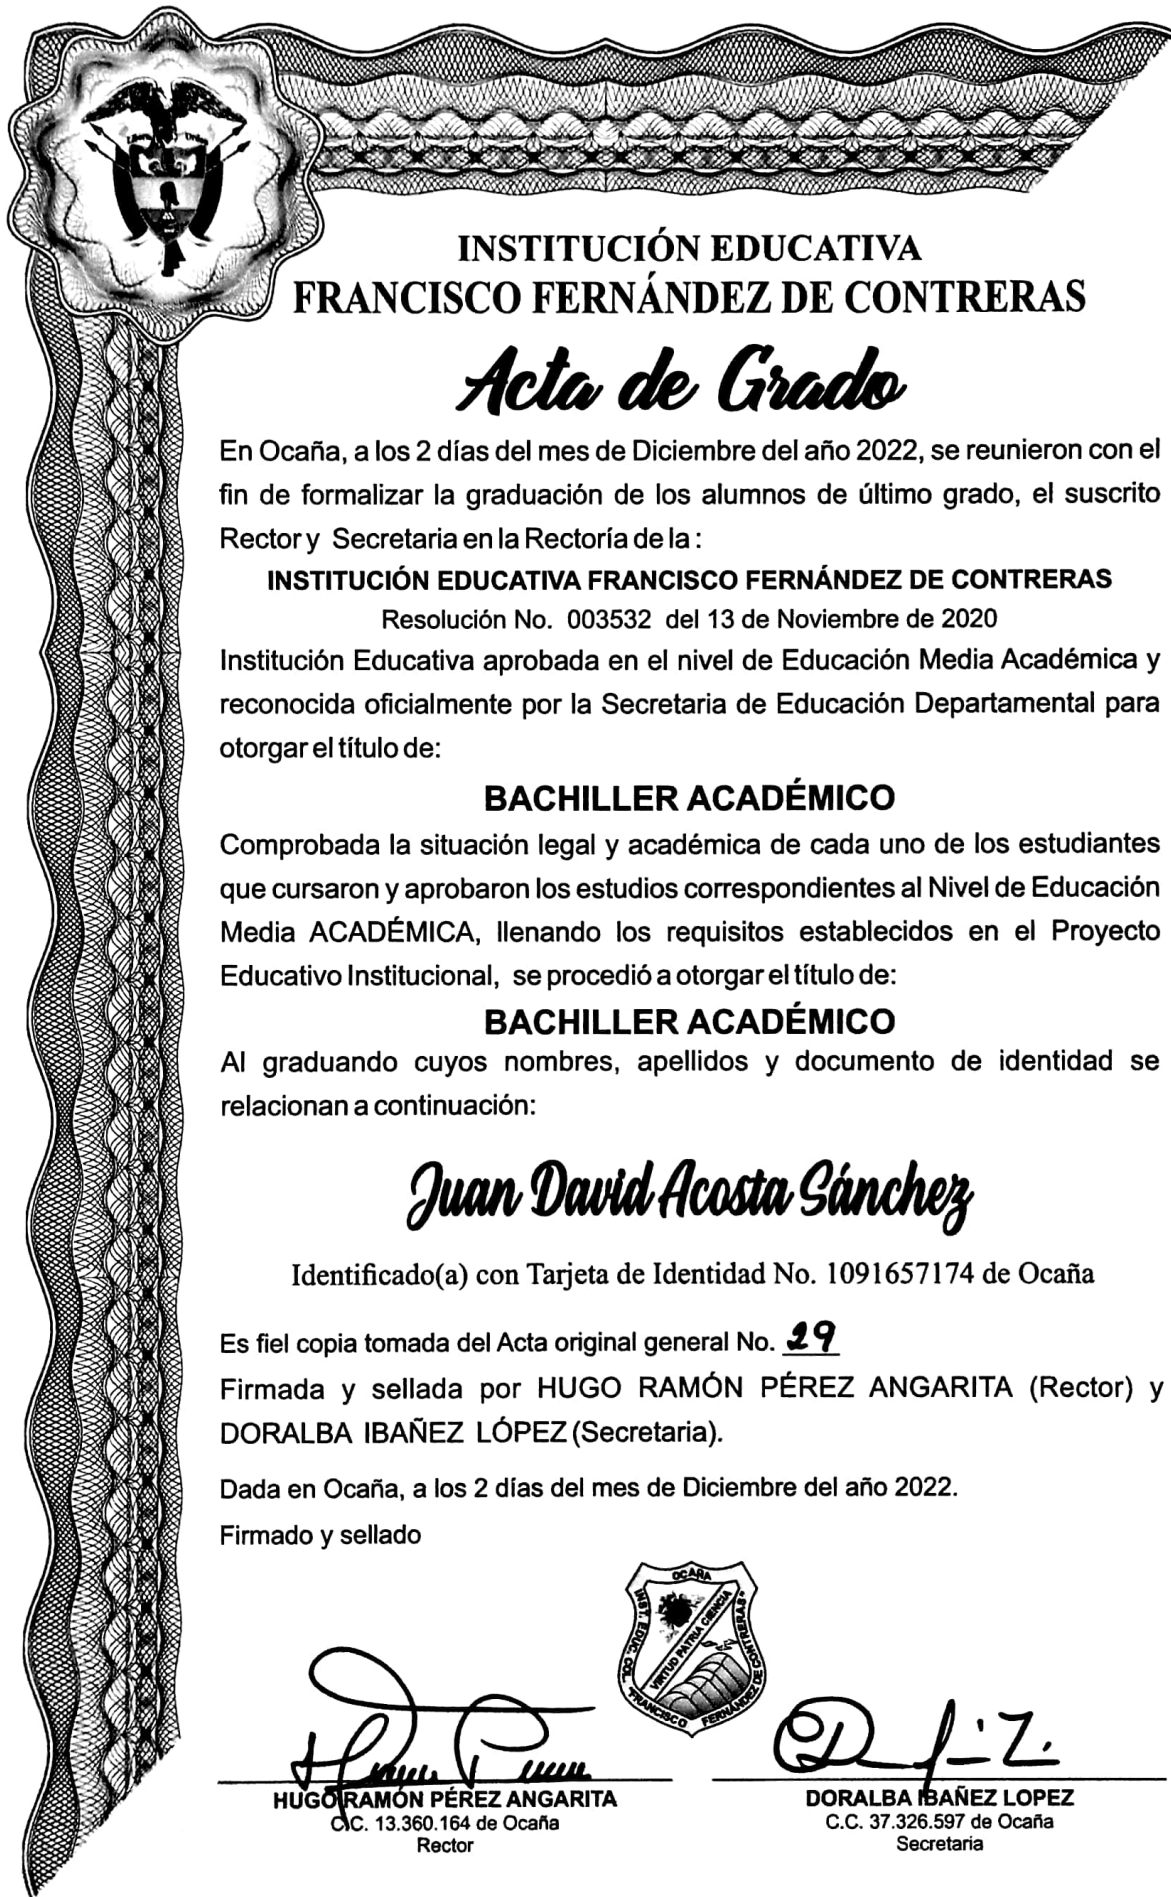 Libertad y Orden
INSTITUCIÓN EDUCATIVA
FRANCISCO FERNÁNDEZ DE CONTRERAS
Acta de Grado
En Ocaña, a los 2 días del mes de Diciembre del año 2022, se reunieron con el
fin de formalizar la graduación de los alumnos de último grado, el suscrito
Rector y Secretaria en la Rectoría de la :
INSTITUCIÓN EDUCATIVA FRANCISCO FERNÁNDEZ DE CONTRERAS
Resolución No. 003532 del 13 de Noviembre de 2020
Institución Educativa aprobada en el nivel de Educación Media Académica y
reconocida oficialmente por la Secretaria de Educación Departamental para
otorgar el título de:
BACHILLER ACADÉMICO
Comprobada la situación legal y académica de cada uno de los estudiantes
que cursaron y aprobaron los estudios correspondientes al Nivel de Educación
Media ACADÉMICA, llenando los requisitos establecidos en el Proyecto
Educativo Institucional, se procedió a otorgar el título de:
BACHILLER ACADÉMICO
Al graduando cuyos nombres, apellidos y documento de identidad se
relacionan a continuación:
Juan David Acosta Sánchez
Identificado(a) con Tarjeta de Identidad No. 1091657174 de Ocaña
Es fiel copia tomada del Acta original general No. 29
Firmada y sellada por HUGO RAMÓN PÉREZ ANGARITA (Rector) y
DORALBA IBAÑEZ LÓPEZ (Secretaria).
Dada en Ocaña, a los 2 días del mes de Diciembre del año 2022.
Firmado y sellado
OCAÑA
INST. EDUC. COL. "FRANCISCO FERNÁNDEZ DE CONTRERAS"
VIRTUD PATRIA CIENCIA
HUGO RAMÓN PÉREZ ANGARITA
C.C. 13.360.164 de Ocaña
Rector
DORALBA IBAÑEZ LOPEZ
C.C. 37.326.597 de Ocaña
Secretaria